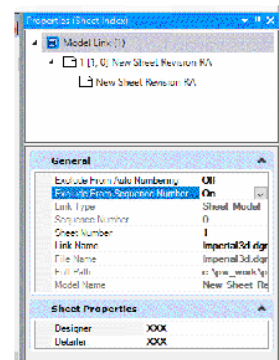 Properties (Sheet Index)
Model Link (1)
1 [1, 0] New Sheet Revision RA
New Sheet Revision RA
General
Exclude From Auto Numbering Off
Exclude From Sequence Number On
Link Type Sheet Model
Sequence Number 0
Sheet Number 1
Link Name Imperial3d.dgn
File Name Imperial3d.dgn
Full Path
Model Name New Sheet Re
Sheet Properties
Designer XXX
Detailer XXX